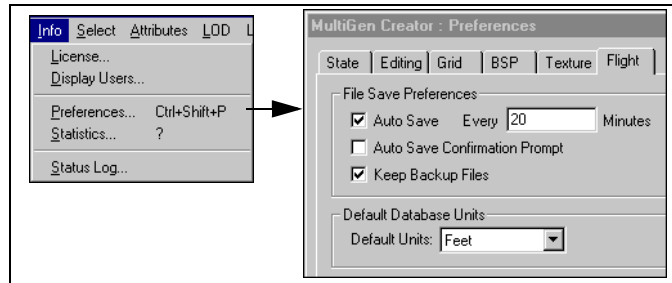 Info Select Attributes LOD L
License...
Display Users...
Preferences... Ctrl+Shift+P
Statistics... ?
Status Log...
MultiGen Creator : Preferences
State Editing Grid BSP Texture Flight
File Save Preferences
Auto Save Every 20 Minutes
Auto Save Confirmation Prompt
Keep Backup Files
Default Database Units
Default Units: Feet